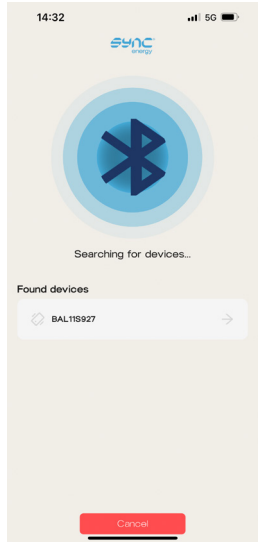 14:32
5G
sync
energy
Searching for devices...
Found devices
BAL11S927
Cancel